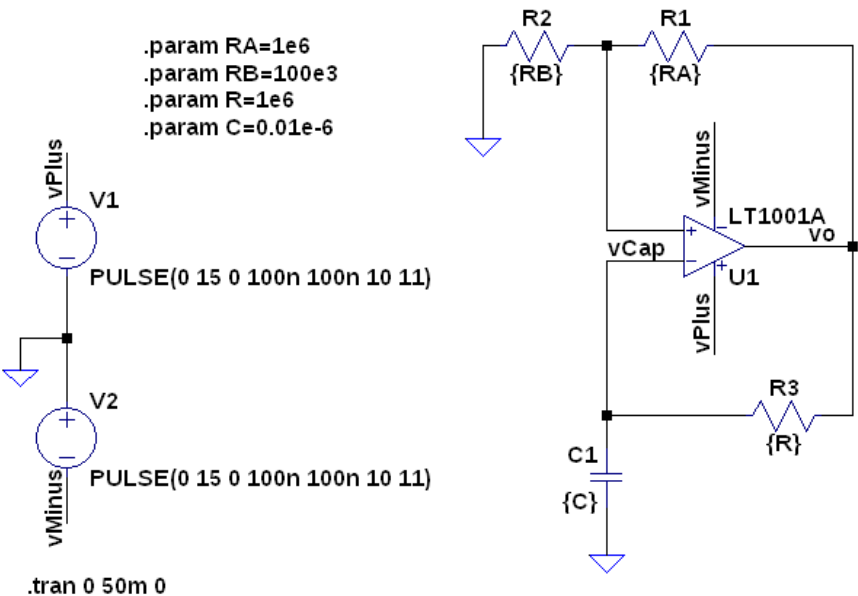 .param RA=1e6
.param RB=100e3
.param R=1e6
.param C=0.01e-6
vPlus
V1
+
−
PULSE(0 15 0 100n 100n 10 11)
V2
+
−
vMinus
PULSE(0 15 0 100n 100n 10 11)
.tran 0 50m 0
R2
{RB}
R1
{RA}
vMinus
LT1001A
vo
vCap
+
−
−
+
U1
vPlus
R3
{R}
C1
{C}